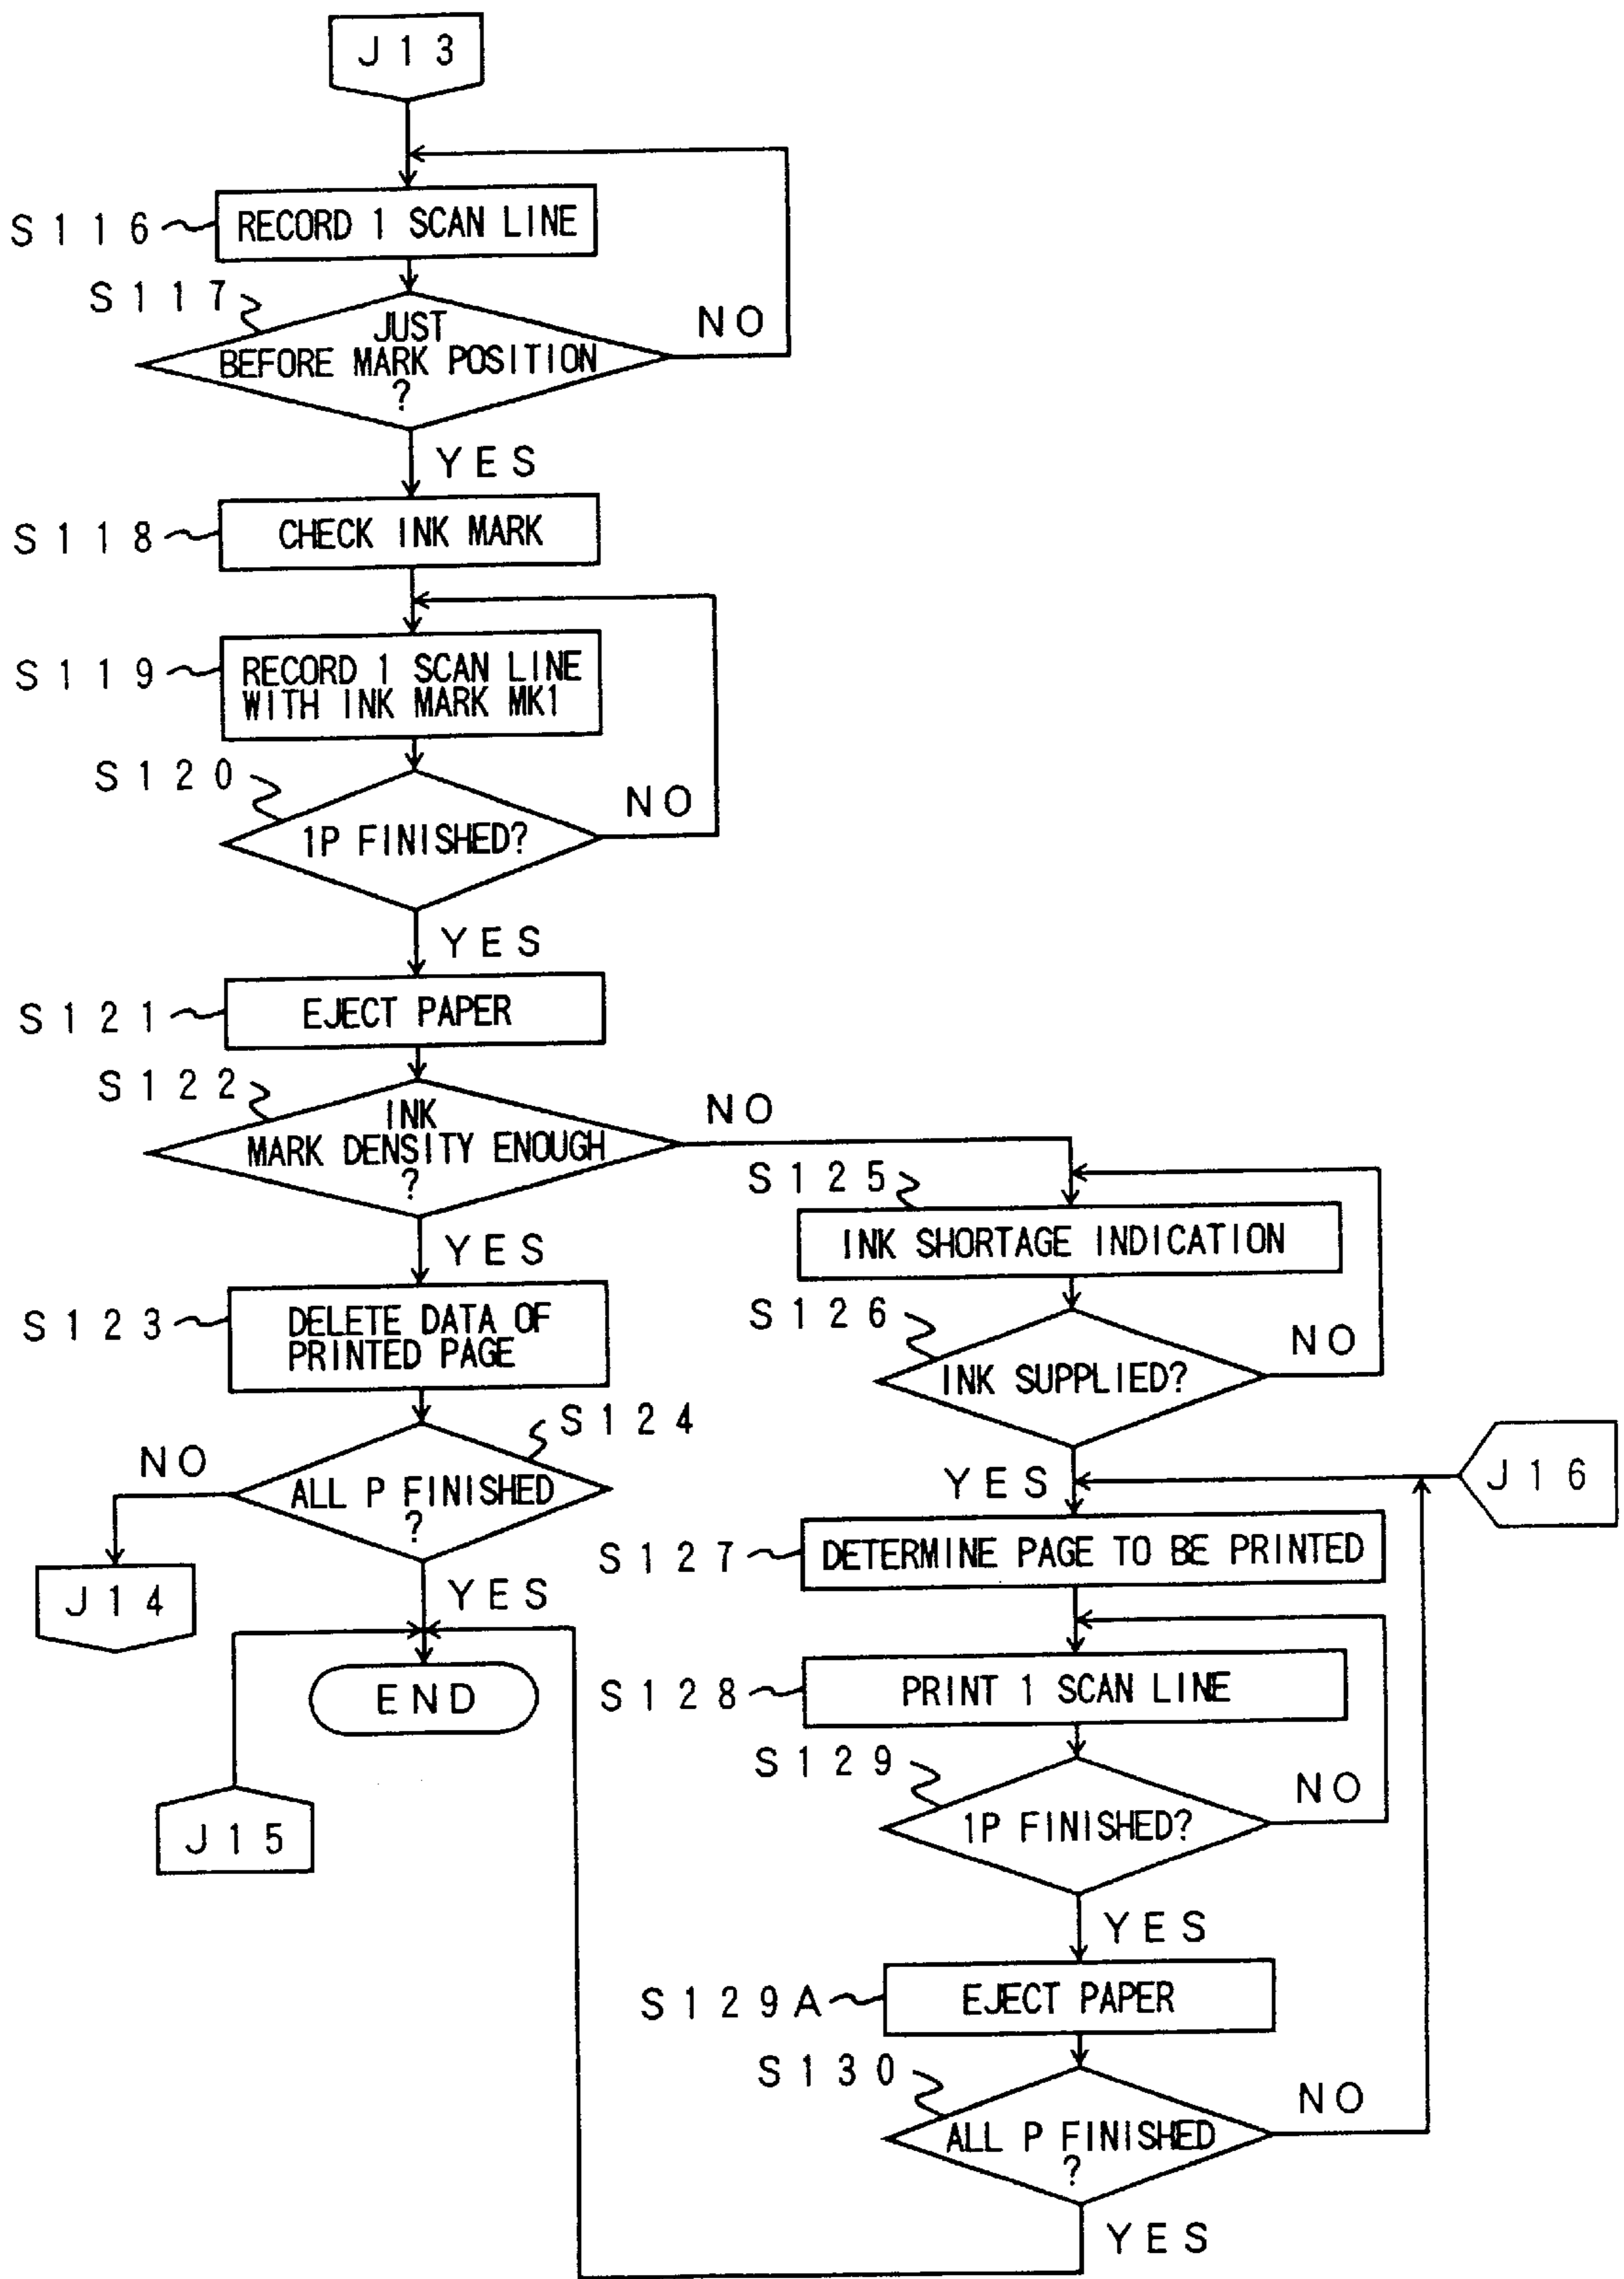 J13
S116
RECORD 1 SCAN LINE
S117
JUST
BEFORE MARK POSITION
?
NO
YES
S118
CHECK INK MARK
S119
RECORD 1 SCAN LINE
WITH INK MARK MK1
S120
1P FINISHED?
NO
YES
S121
EJECT PAPER
S122
INK
MARK DENSITY ENOUGH
?
NO
YES
S123
DELETE DATA OF
PRINTED PAGE
S124
ALL P FINISHED
?
NO
J14
YES
END
J15
S125
INK SHORTAGE INDICATION
S126
INK SUPPLIED?
NO
YES
J16
S127
DETERMINE PAGE TO BE PRINTED
S128
PRINT 1 SCAN LINE
S129
1P FINISHED?
NO
YES
S129A
EJECT PAPER
S130
ALL P FINISHED
?
NO
YES